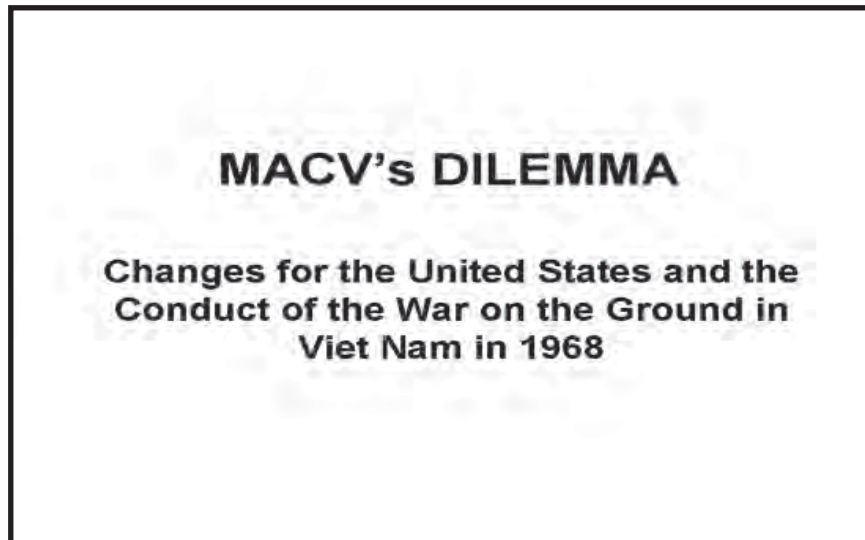 MACV’s DILEMMA
Changes for the United States and the
Conduct of the War on the Ground in
Viet Nam in 1968